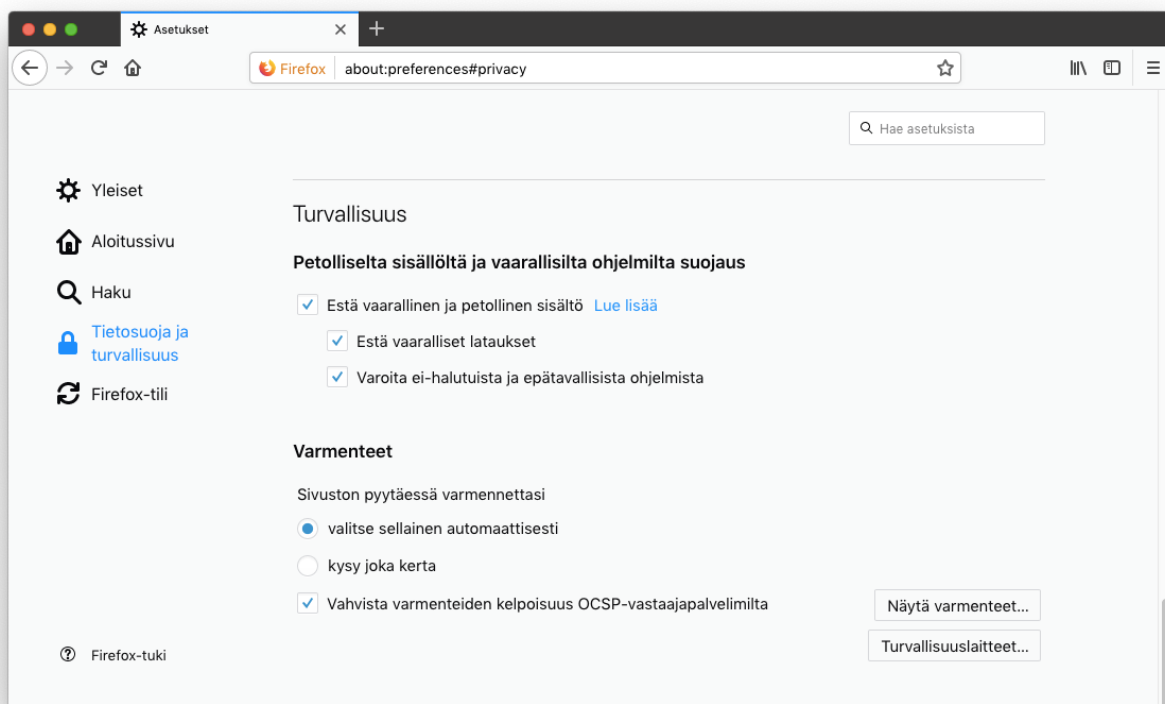 Asetukset
Firefox about:preferences#privacy
Hae asetuksista
Yleiset
Aloitussivu
Haku
Tietosuoja ja
turvallisuus
Firefox-tili
Firefox-tuki
Turvallisuus
Petolliselta sisällöltä ja vaarallisilta ohjelmilta suojaus
Estä vaarallinen ja petollinen sisältö Lue lisää
Estä vaaralliset lataukset
Varoita ei-halutuista ja epätavallisista ohjelmista
Varmenteet
Sivuston pyytäessä varmennettasi
valitse sellainen automaattisesti
kysy joka kerta
Vahvista varmenteiden kelpoisuus OCSP-vastaajapalvelimilta
Näytä varmenteet...
Turvallisuuslaitteet...